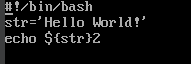 #!/bin/bash
str='Hello World!'
echo ${str}2